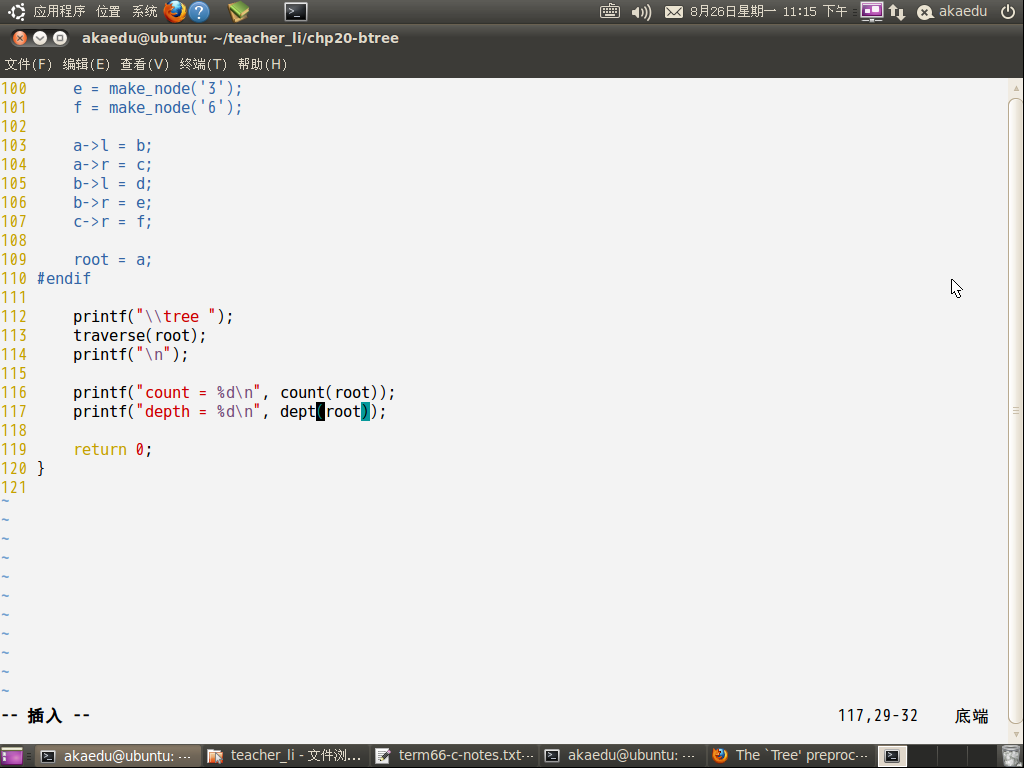 应用程序 位置 系统 8月26日星期一 11:15 下午 akaedu
akaedu@ubuntu: ~/teacher_li/chp20-btree
文件(F) 编辑(E) 查看(V) 终端(T) 帮助(H)
100     e = make_node('3');
101     f = make_node('6');
102
103     a->l = b;
104     a->r = c;
105     b->l = d;
106     b->r = e;
107     c->r = f;
108
109     root = a;
110 #endif
111
112     printf("\\tree ");
113     traverse(root);
114     printf("\n");
115
116     printf("count = %d\n", count(root));
117     printf("depth = %d\n", dept(root));
118
119     return 0;
120 }
121
~
~
~
~
~
~
~
~
~
~
~
-- 插入 -- 117,29-32 底端
akaedu@ubuntu: ... teacher_li - 文件浏... term66-c-notes.txt... akaedu@ubuntu: ... The `Tree' preproc...